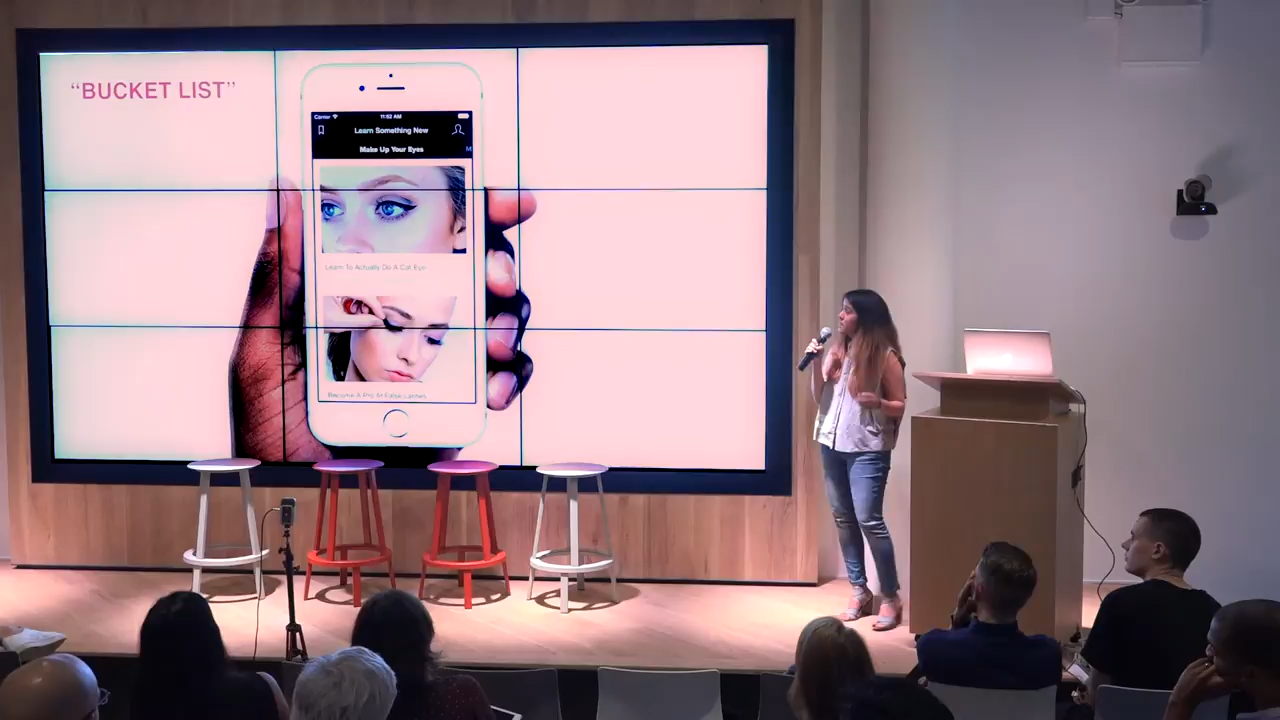 “BUCKET LIST”
Carrier
11:52 AM
Learn Something New
Make Up Your Eyes
M
Learn To Actually Do A Cat Eye
Become A Pro At False Lashes